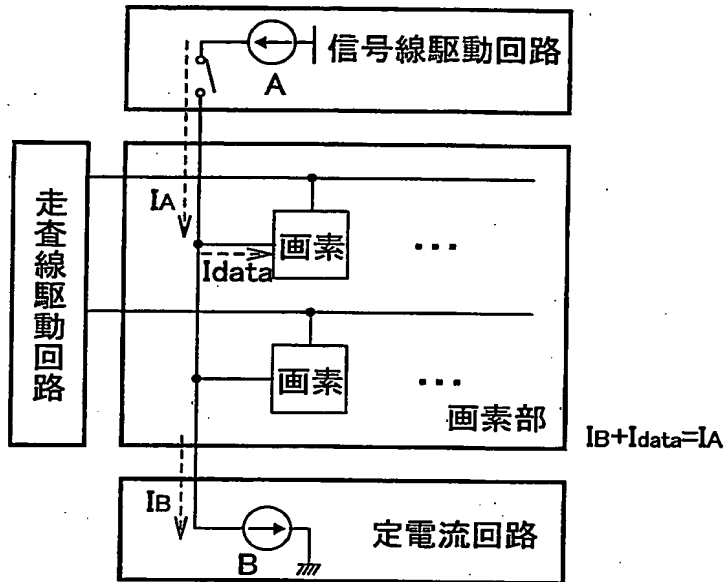 信号線駆動回路
A
走査線駆動回路
IA
Idata
画素
...
画素
...
画素部
IB+Idata=IA
IB
B
定電流回路